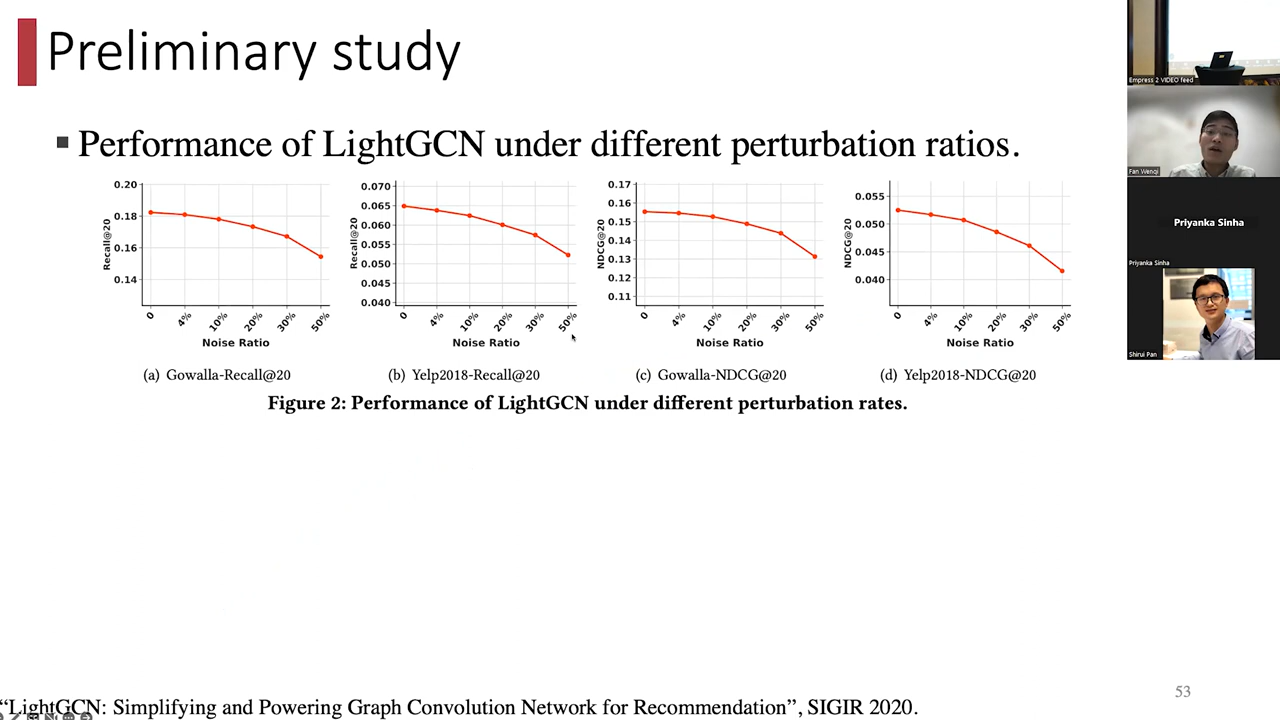 Preliminary study
Performance of LightGCN under different perturbation ratios.
0.20
0.18
0.16
0.14
Recall@20
0
4%
10%
20%
30%
50%
Noise Ratio
(a) Gowalla-Recall@20
0.070
0.065
0.060
0.055
0.050
0.045
0.040
Recall@20
0
4%
10%
20%
30%
50%
Noise Ratio
(b) Yelp2018-Recall@20
0.17
0.16
0.15
0.14
0.13
0.12
0.11
NDCG@20
0
4%
10%
20%
30%
50%
Noise Ratio
(c) Gowalla-NDCG@20
0.055
0.050
0.045
0.040
NDCG@20
0
4%
10%
20%
30%
50%
Noise Ratio
(d) Yelp2018-NDCG@20
Figure 2: Performance of LightGCN under different perturbation rates.
53
“LightGCN: Simplifying and Powering Graph Convolution Network for Recommendation”, SIGIR 2020.
Empress 2 VIDEO feed
Fan Wenqi
Priyanka Sinha
Priyanka Sinha
Shirui Pan